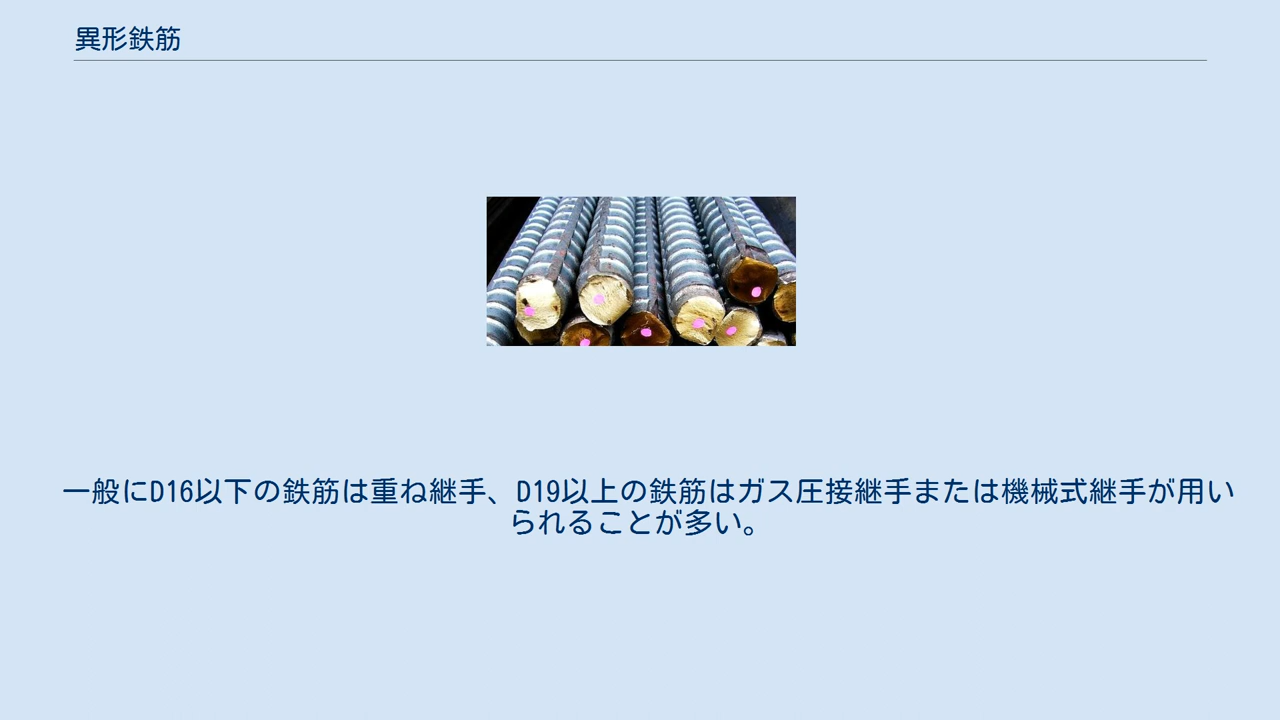 異形鉄筋
一般にD16以下の鉄筋は重ね継手、D19以上の鉄筋はガス圧接継手または機械式継手が用い
られることが多い。